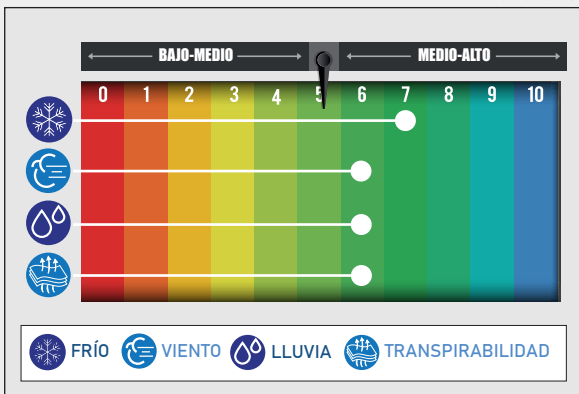 BAJO-MEDIO MEDIO-ALTO
0 1 2 3 4 5 6 7 8 9 10
FRÍO VIENTO LLUVIA TRANSPIRABILIDAD